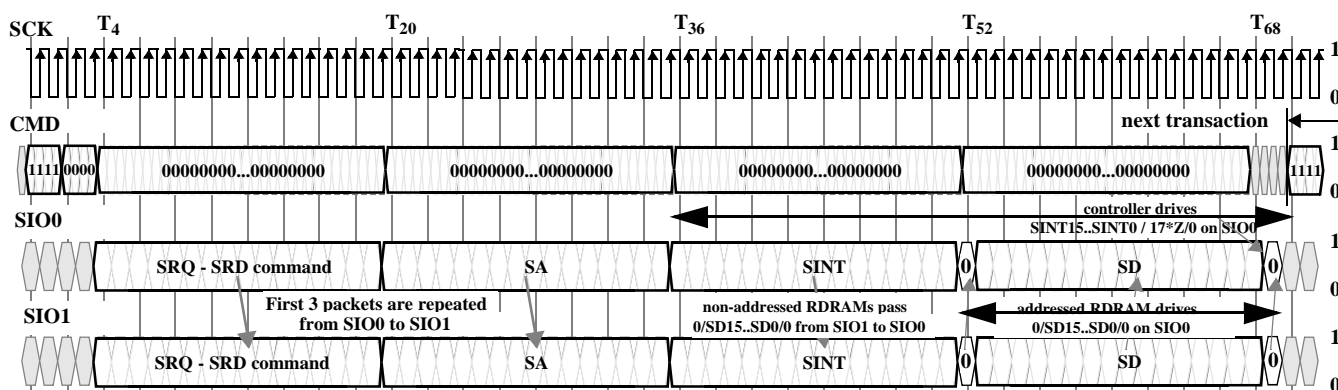 T4 T20 T36 T52 T68
SCK
1
0
CMD
next transaction
1
1111 0000 00000000...00000000 00000000...00000000 00000000...00000000 00000000...00000000 1111
0
SIO0
controller drives
SINT15..SINT0 / 17*Z/0 on SIO0
1
SRQ - SRD command SA SINT 0 SD 0
0
First 3 packets are repeated
from SIO0 to SIO1
non-addressed RDRAMs pass
0/SD15..SD0/0 from SIO1 to SIO0
addressed RDRAM drives
0/SD15..SD0/0 on SIO0
SIO1
1
SRQ - SRD command SA SINT 0 SD 0
0